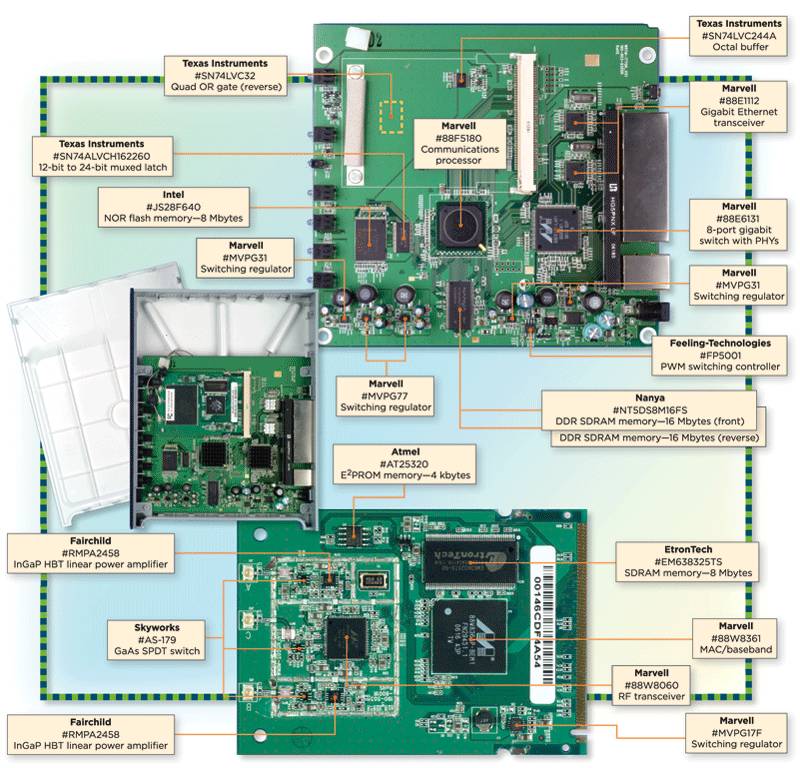 Texas Instruments
#SN74LVC244A
Octal buffer
Texas Instruments
#SN74LVC32
Quad OR gate (reverse)
Marvell
#88E1112
Gigabit Ethernet
transceiver
Marvell
#88F5180
Communications
processor
Texas Instruments
#SN74ALVCH162260
12-bit to 24-bit muxed latch
Intel
#JS28F640
NOR flash memory—8 Mbytes
Marvell
#88E6131
8-port gigabit
switch with PHYs
Marvell
#MVPG31
Switching regulator
Marvell
#MVPG31
Switching regulator
Feeling-Technologies
#FP5001
PWM switching controller
Marvell
#MVPG77
Switching regulator
Nanya
#NT5DS8M16FS
DDR SDRAM memory—16 Mbytes (front)
DDR SDRAM memory—16 Mbytes (reverse)
Atmel
#AT25320
E²PROM memory—4 kbytes
Fairchild
#RMPA2458
InGaP HBT linear power amplifier
EtronTech
EtronTech
#EM638325TS
SDRAM memory—8 Mbytes
00146CDF4A54
Skyworks
#AS-179
GaAs SPDT switch
Marvell
#88W8361
MAC/baseband
Marvell
#88W8060
RF transceiver
Fairchild
#RMPA2458
InGaP HBT linear power amplifier
Marvell
#MVPG17F
Switching regulator